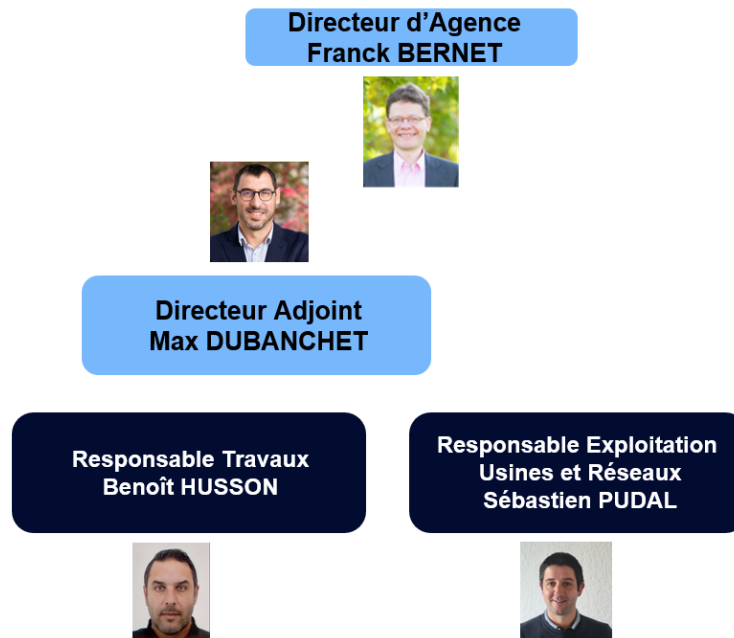 Directeur d’Agence
Franck BERNET
Directeur Adjoint
Max DUBANCHET
Responsable Travaux
Benoît HUSSON
Responsable Exploitation
Usines et Réseaux
Sébastien PUDAL